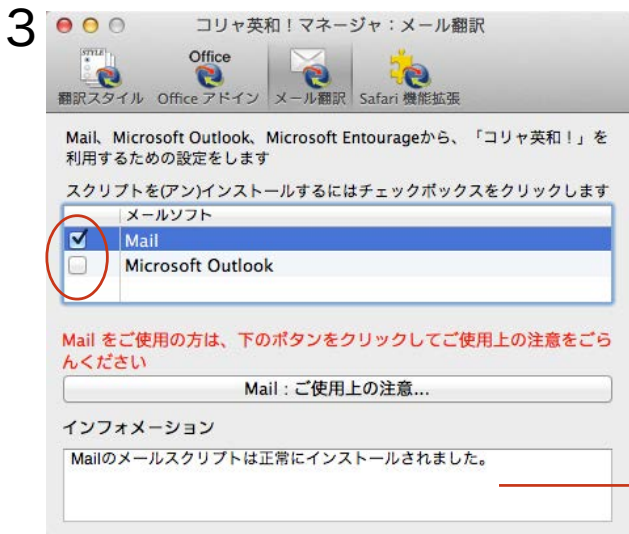 3
コリャ英和！マネージャ：メール翻訳
STYLE
Office
翻訳スタイル Office アドイン メール翻訳 Safari 機能拡張
Mail、Microsoft Outlook、Microsoft Entourageから、「コリャ英和！」を
利用するための設定をします
スクリプトを(アン)インストールするにはチェックボックスをクリックします
メールソフト
Mail
Microsoft Outlook
Mail をご使用の方は、下のボタンをクリックしてご使用上の注意をごら
んください
Mail : ご使用上の注意...
インフォメーション
Mailのメールスクリプトは正常にインストールされました。